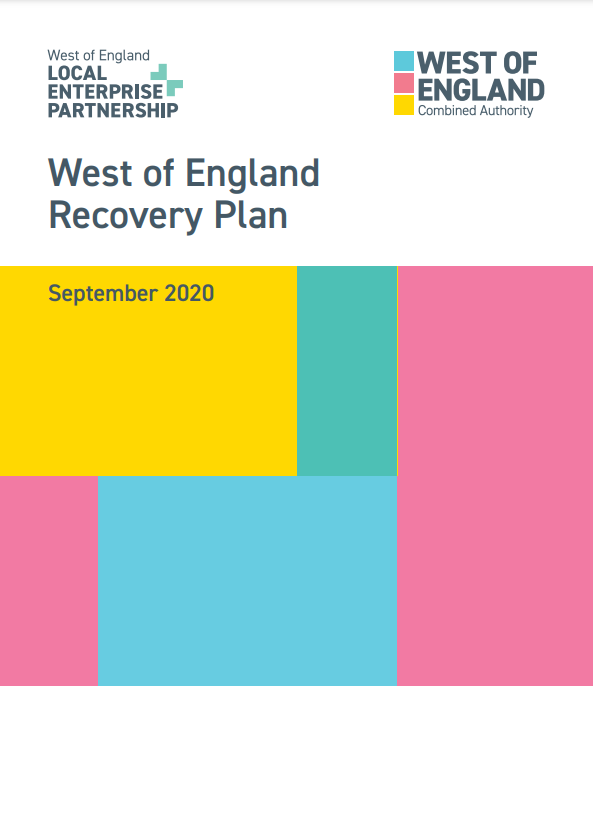 West of England
LOCAL
ENTERPRISE
PARTNERSHIP
WEST OF
ENGLAND
Combined Authority
West of England
Recovery Plan
September 2020